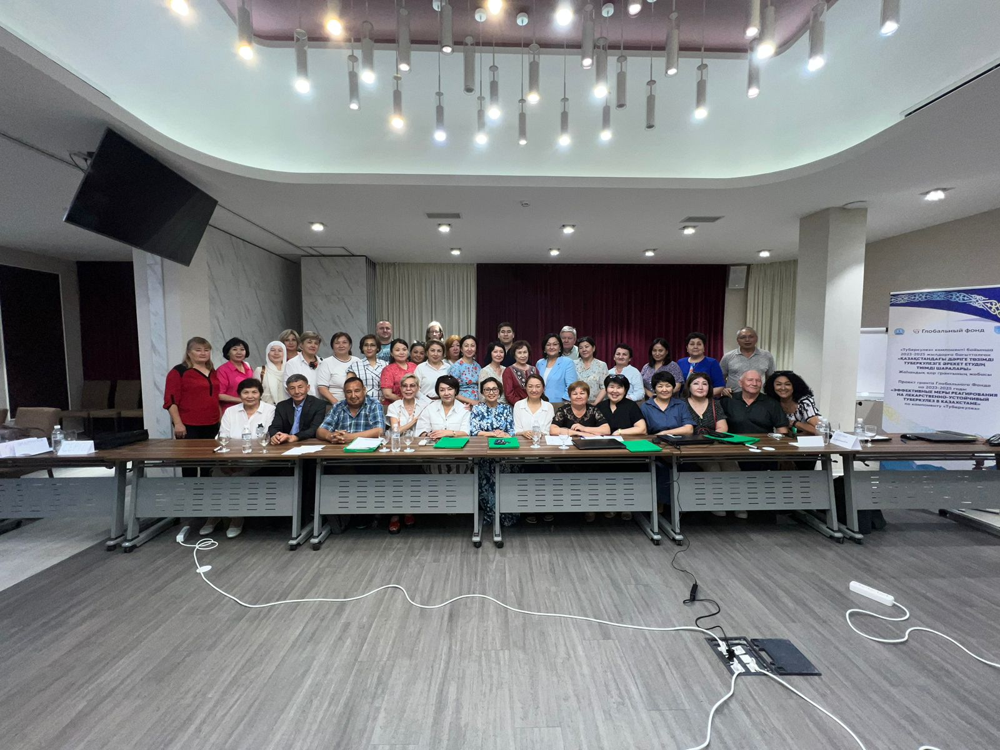 Глобальный фонд
«Туберкулез» компоненті бойынша
2023-2025 жылдарға бағытталған
«ҚАЗАҚСТАНДАҒЫ ДӘРІГЕ ТӨЗІМДІ
ТУБЕРКУЛЕЗГЕ ӘРЕКЕТ ЕТУДІҢ
ТИІМДІ ШАРАЛАРЫ»
Жаһандық қор грантының жобасы
Проект гранта Глобального Фонда
на 2023-2025 годы
«ЭФФЕКТИВНЫЕ МЕРЫ РЕАГИРОВАНИЯ
НА ЛЕКАРСТВЕННО-УСТОЙЧИВЫЙ
ТУБЕРКУЛЕЗ В КАЗАХСТАНЕ»
по компоненту «Туберкулез»